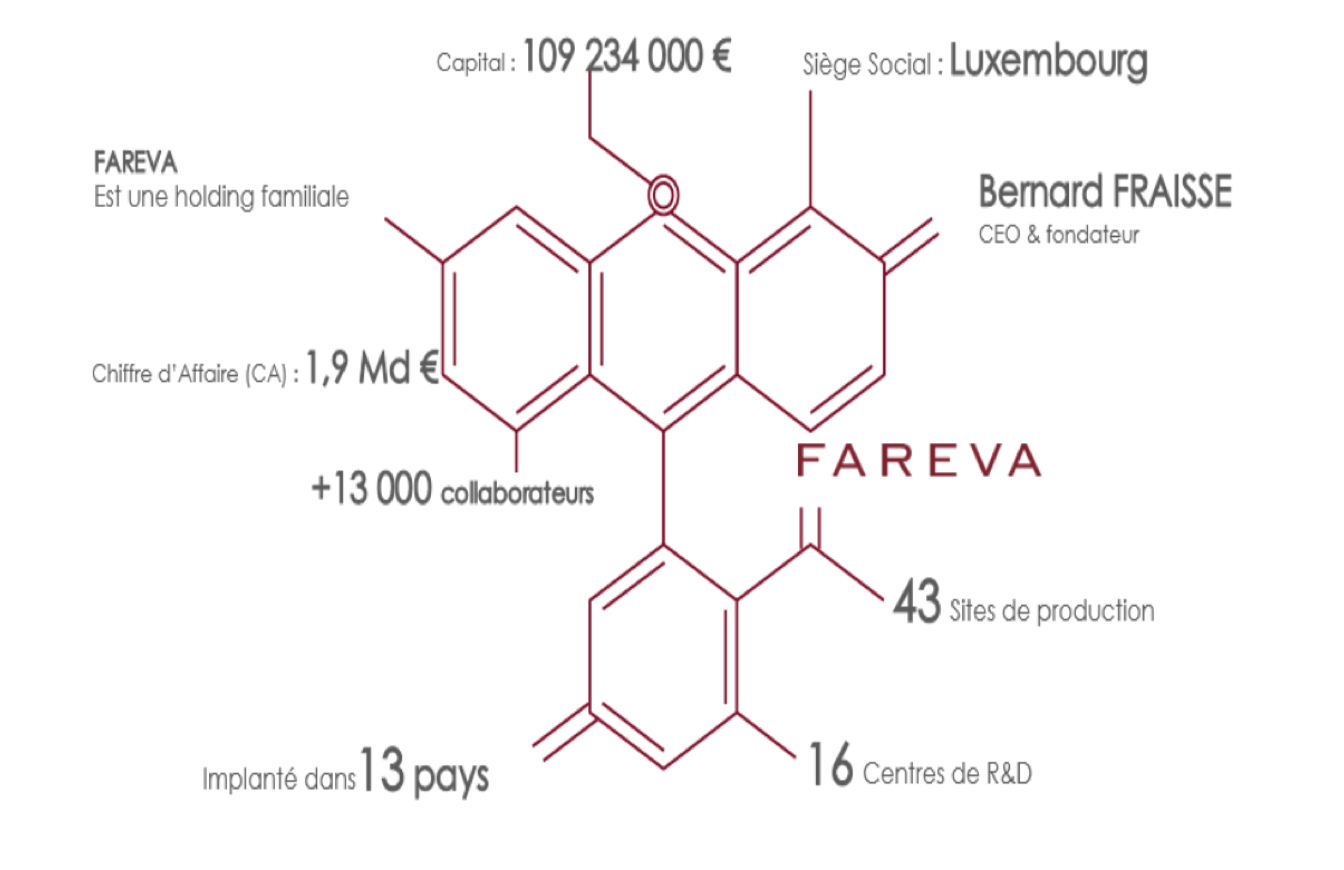 Capital : 109 234 000 €
Siège Social : Luxembourg
FAREVA
Est une holding familiale
Bernard FRAISSE
CEO & fondateur
Chiffre d'Affaire (CA) : 1,9 Md €
+13 000 collaborateurs
FAREVA
43 Sites de production
Implanté dans 13 pays
16 Centres de R&D